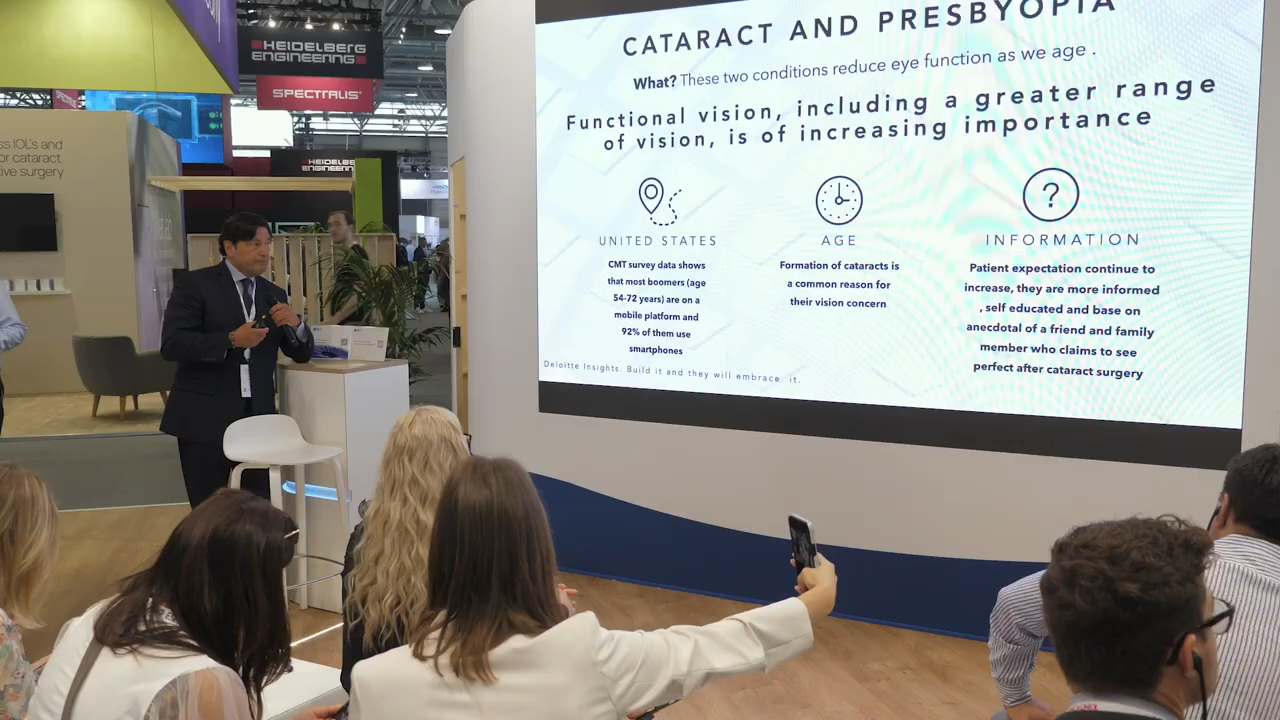 HEIDELBERG
ENGINEERING
SPECTRALIS
HEIDELBERG
ENGINEERING
ss IOLs and
or cataract
tive surgery
CATARACT AND PRESBYOPIA
What? These two conditions reduce eye function as we age .
Functional vision, including a greater range
of vision, is of increasing importance
UNITED STATES
CMT survey data shows
that most boomers (age
54-72 years) are on a
mobile platform and
92% of them use
smartphones
AGE
Formation of cataracts is
a common reason for
their vision concern
?
INFORMATION
Patient expectation continue to
increase, they are more informed
, self educated and base on
anecdotal of a friend and family
member who claims to see
perfect after cataract surgery
Deloitte Insights. Build it and they will embrace it.